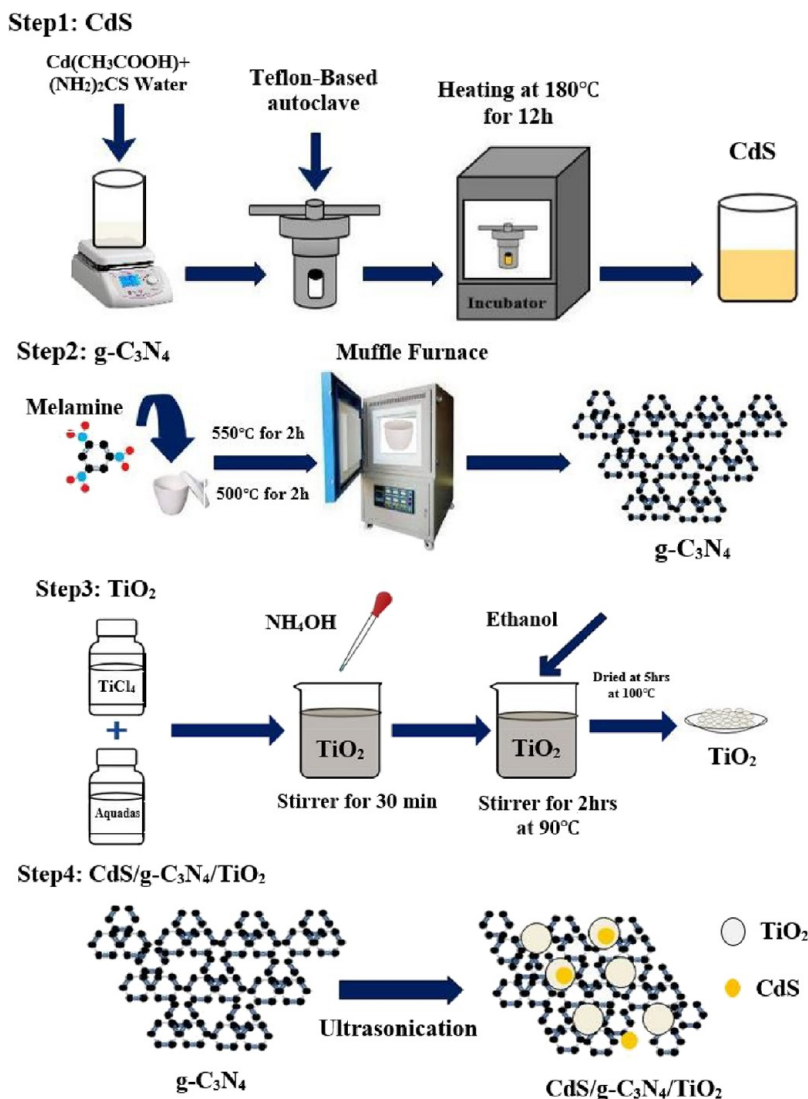 Step1: CdS
Cd(CH3COOH)+
(NH2)2CS Water
Teflon-Based
autoclave
Heating at 180℃
for 12h
CdS
Incubator
Step2: g-C₃N₄
Muffle Furnace
Melamine
550℃ for 2h
500℃ for 2h
g-C₃N₄
Step3: TiO₂
NH₄OH
Ethanol
TiCl₄
+
Aquadas
TiO₂
Stirrer for 30 min
TiO₂
Stirrer for 2hrs
at 90℃
Dried at 5hrs
at 100℃
TiO₂
Step4: CdS/g-C₃N₄/TiO₂
g-C₃N₄
Ultrasonication
CdS/g-C₃N₄/TiO₂
TiO₂
CdS